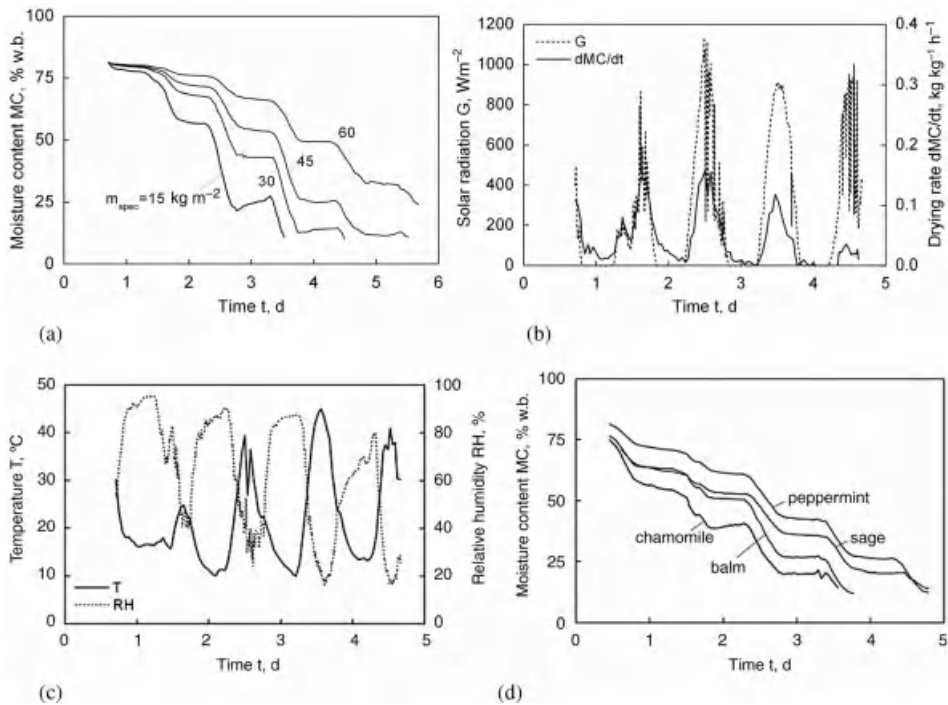 100
75
50
25
0
Moisture content MC, % w.b.
60
45
30
m_spec=15 kg m⁻²
0 1 2 3 4 5 6
Time t, d
(a)
1200
1000
800
600
400
200
0
Solar radiation G, Wm⁻²
G
dMC/dt
0.4
0.3
0.2
0.1
0.0
Drying rate dMC/dt, kg kg⁻¹ h⁻¹
0 1 2 3 4 5
Time t, d
(b)
50
40
30
20
10
0
Temperature T, °C
T
RH
100
80
60
40
20
0
Relative humidity RH, %
0 1 2 3 4 5
Time t, d
(c)
100
75
50
25
0
Moisture content MC, % w.b.
peppermint
sage
chamomile
balm
0 1 2 3 4 5
Time t, d
(d)